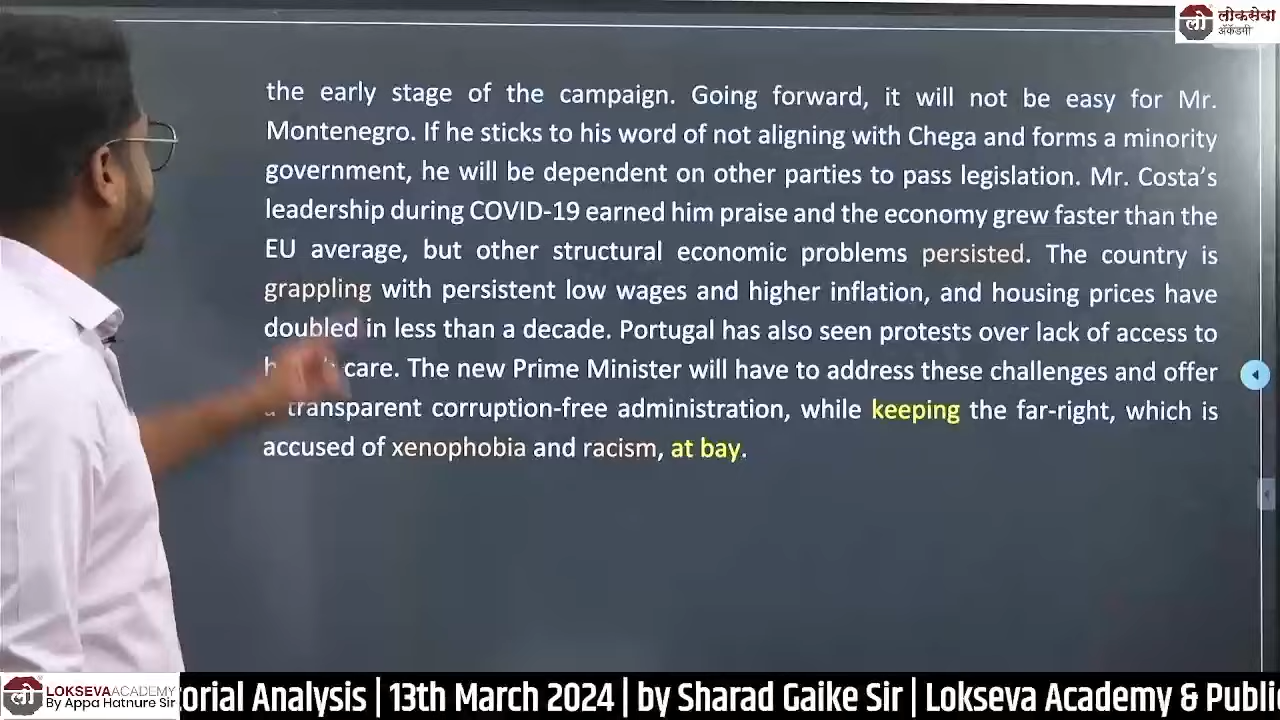 लोकसेवा
अ‍ॅकॅडमी
the early stage of the campaign. Going forward, it will not be easy for Mr.
Montenegro. If he sticks to his word of not aligning with Chega and forms a minority
government, he will be dependent on other parties to pass legislation. Mr. Costa’s
leadership during COVID-19 earned him praise and the economy grew faster than the
EU average, but other structural economic problems persisted. The country is
grappling with persistent low wages and higher inflation, and housing prices have
doubled in less than a decade. Portugal has also seen protests over lack of access to
care. The new Prime Minister will have to address these challenges and offer
transparent corruption-free administration, while keeping the far-right, which is
accused of xenophobia and racism, at bay.
लो LOKSEVA ACADEMY
By Appa Hatnure Sir
orial Analysis | 13th March 2024 | by Sharad Gaike Sir | Lokseva Academy & Publi